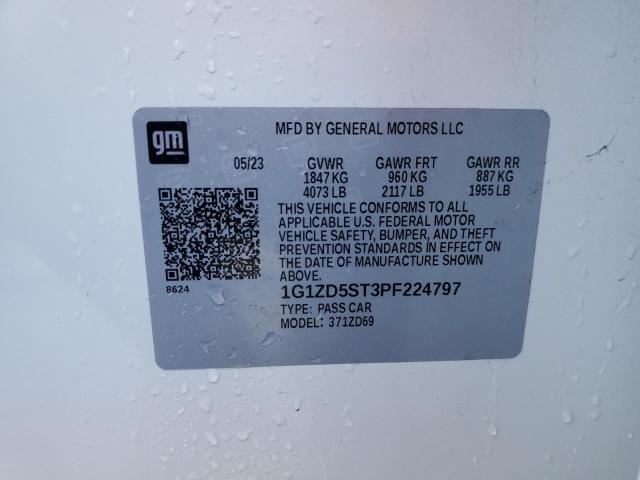 gm
MFD BY GENERAL MOTORS LLC
05/23 GVWR GAWR FRT GAWR RR
1847 KG 960 KG 887 KG
4073 LB 2117 LB 1955 LB
THIS VEHICLE CONFORMS TO ALL
APPLICABLE U.S. FEDERAL MOTOR
VEHICLE SAFETY, BUMPER, AND THEFT
PREVENTION STANDARDS IN EFFECT ON
THE DATE OF MANUFACTURE SHOWN
ABOVE.
8624
1G1ZD5ST3PF224797
TYPE: PASS CAR
MODEL: 371ZD69